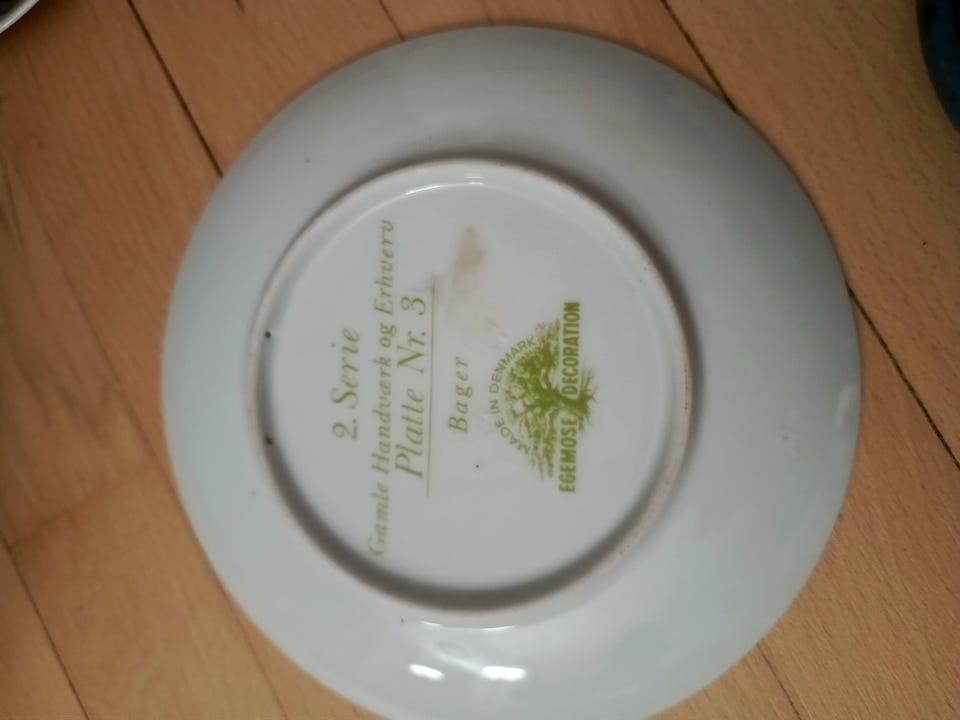 2. Serie
Gamle Handværk og Erhverv
Platte Nr. 3
Bager
MADE IN DENMARK
EGEMOSE DECORATION